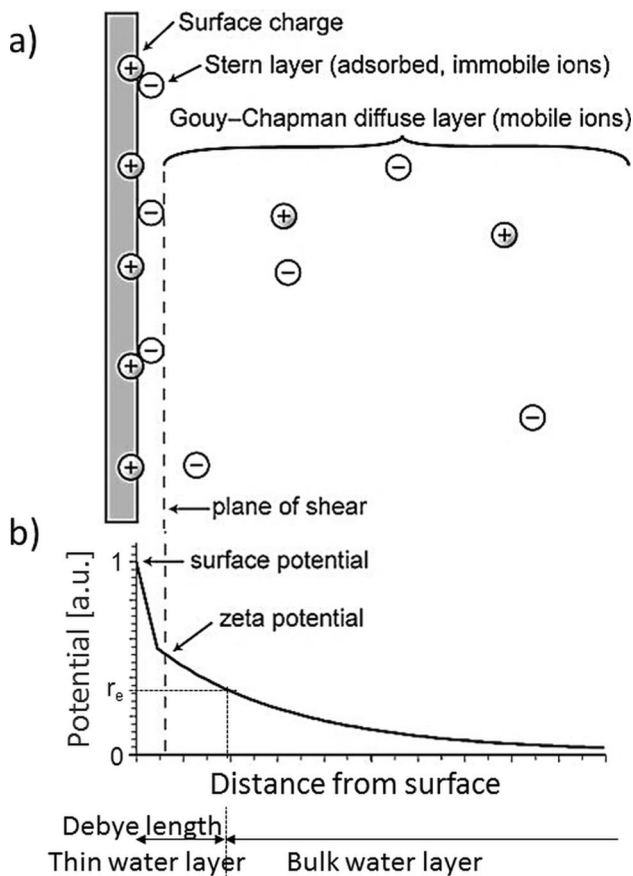 a)
Surface charge
Stern layer (adsorbed, immobile ions)
Gouy–Chapman diffuse layer (mobile ions)
+
−
−
+
−
+
+
−
+
−
−
+
−
+
−
plane of shear
b)
Potential [a.u.]
1
surface potential
zeta potential
rₑ
0
Distance from surface
Debye length
Thin water layer
Bulk water layer